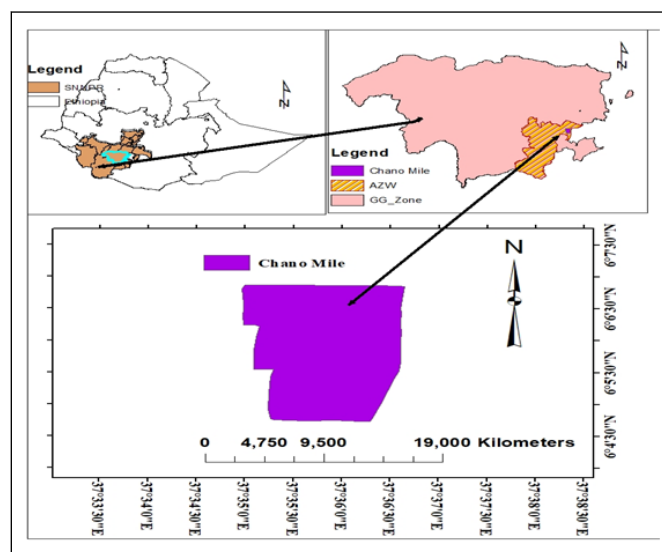 Legend
SNNPR
Ethiopia
N
N
Legend
Chano Mile
AZW
GG_Zone
Chano Mile
N
6°7'30"N
6°6'30"N
6°5'30"N
6°4'30"N
0 4,750 9,500 19,000 Kilometers
37°33'30"E
37°34'0"E
37°34'30"E
37°35'0"E
37°35'30"E
37°36'0"E
37°36'30"E
37°37'0"E
37°37'30"E
37°38'0"E
37°38'30"E